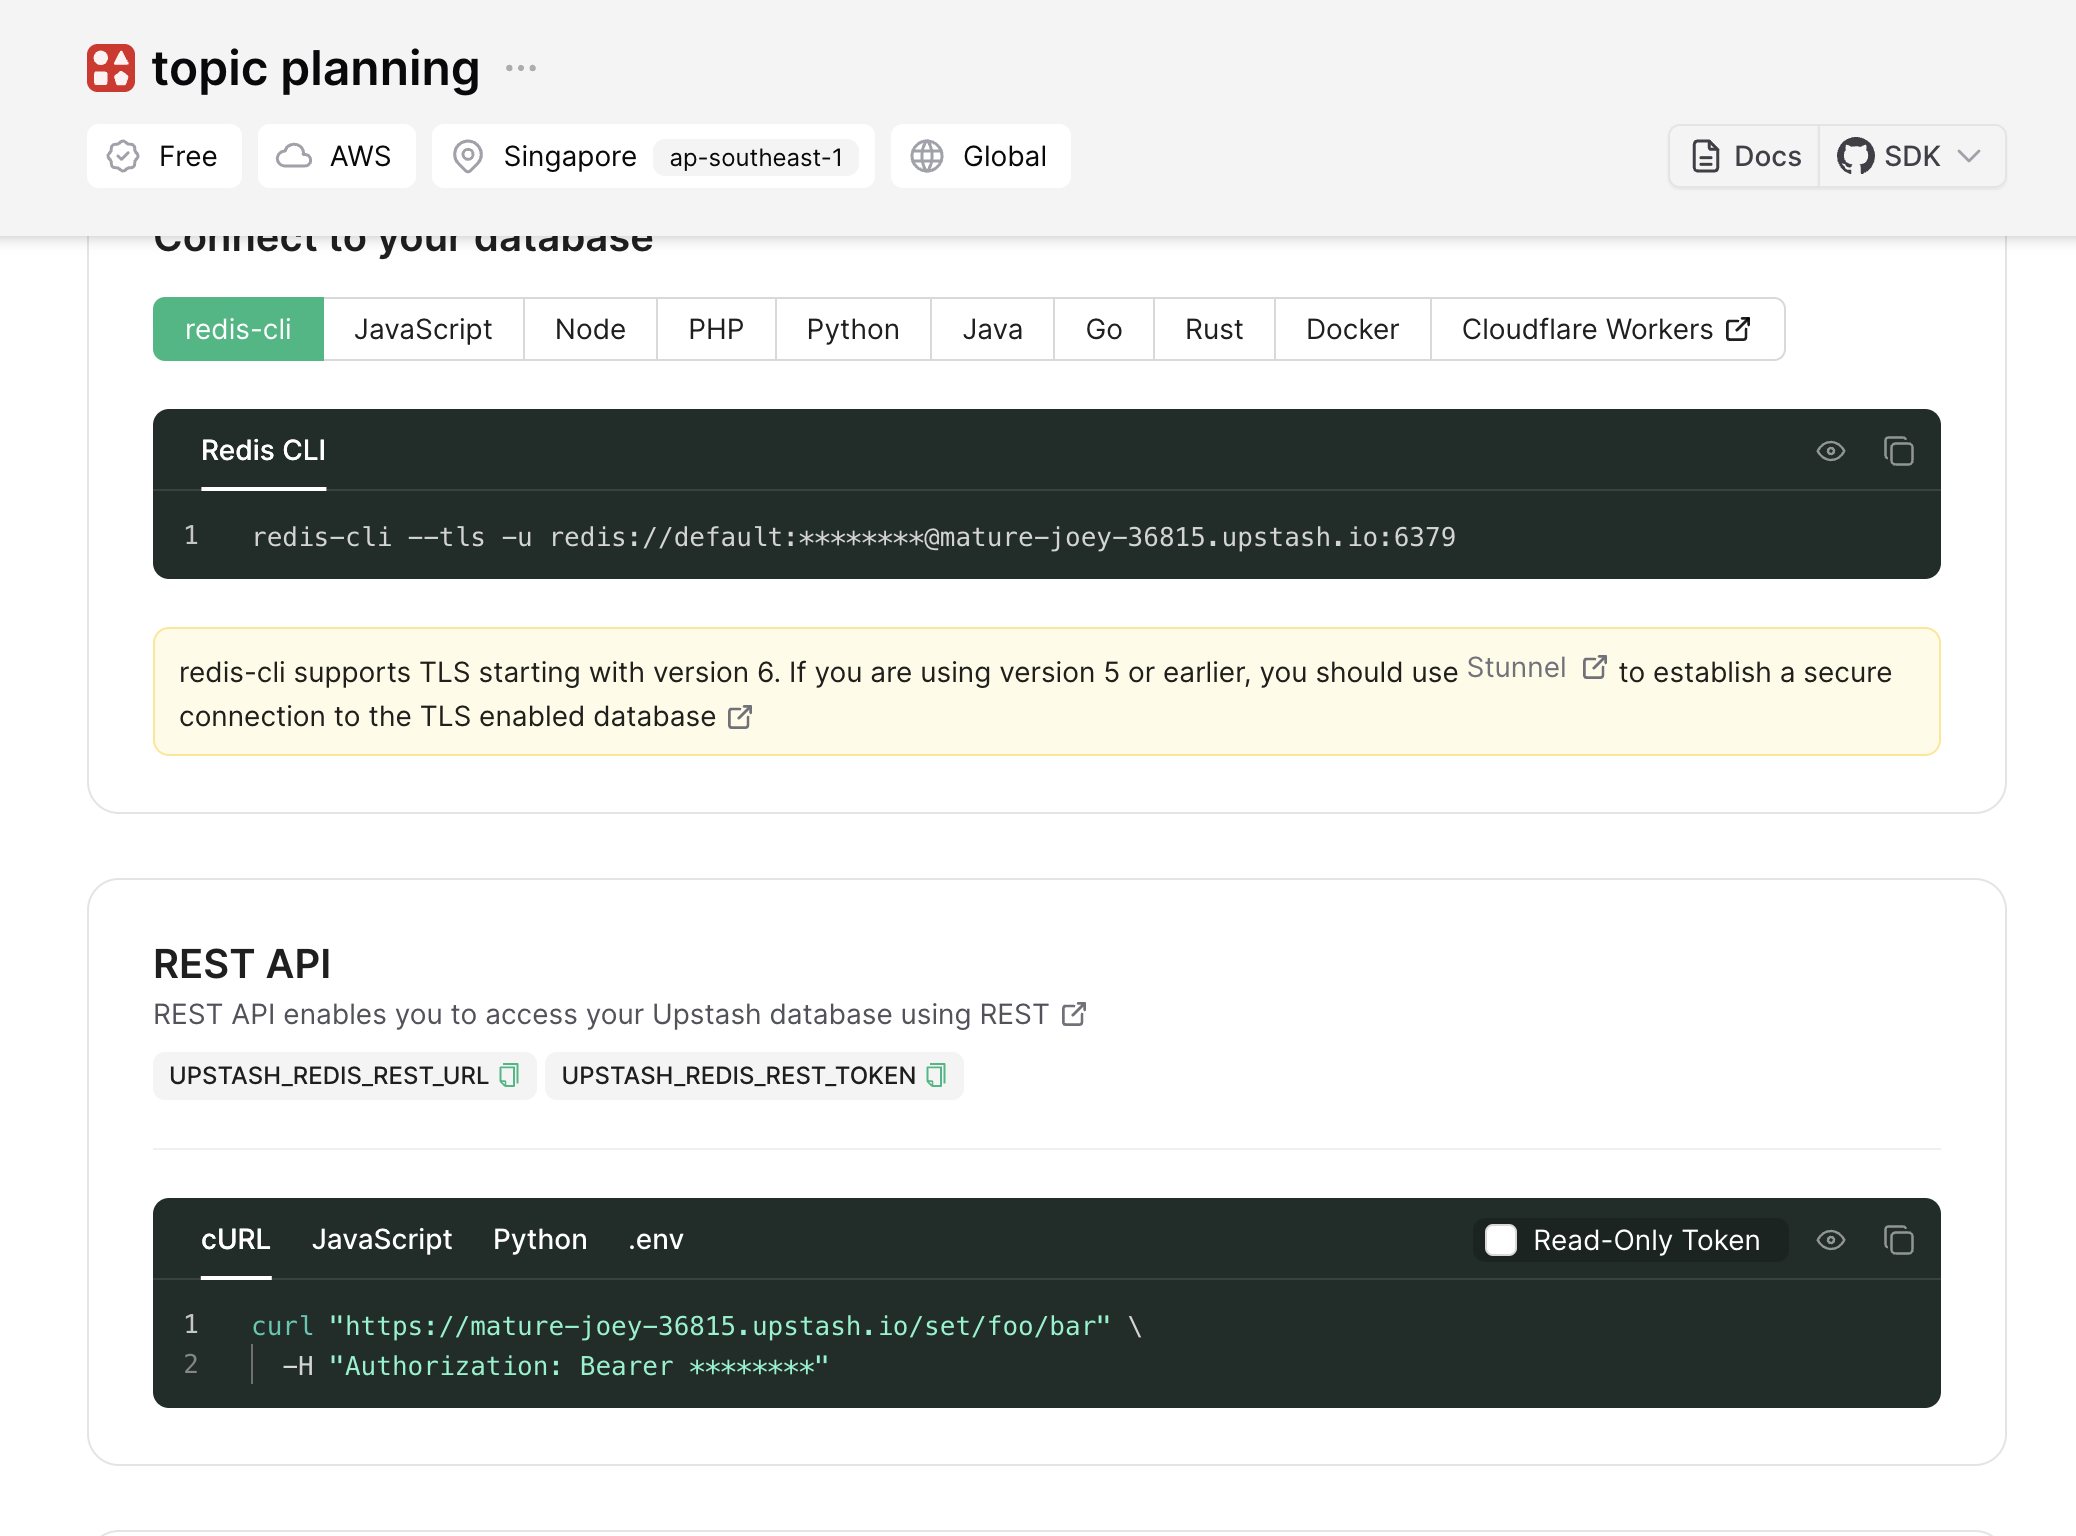 topic planning ···
Free AWS Singapore ap-southeast-1 Global Docs SDK
Connect to your database
redis-cli JavaScript Node PHP Python Java Go Rust Docker Cloudflare Workers
Redis CLI
1 redis-cli --tls -u redis://default:********@mature-joey-36815.upstash.io:6379
redis-cli supports TLS starting with version 6. If you are using version 5 or earlier, you should use Stunnel to establish a secure
connection to the TLS enabled database
REST API
REST API enables you to access your Upstash database using REST
UPSTASH_REDIS_REST_URL UPSTASH_REDIS_REST_TOKEN
cURL JavaScript Python .env Read-Only Token
1 curl "https://mature-joey-36815.upstash.io/set/foo/bar" \
2 -H "Authorization: Bearer ********"